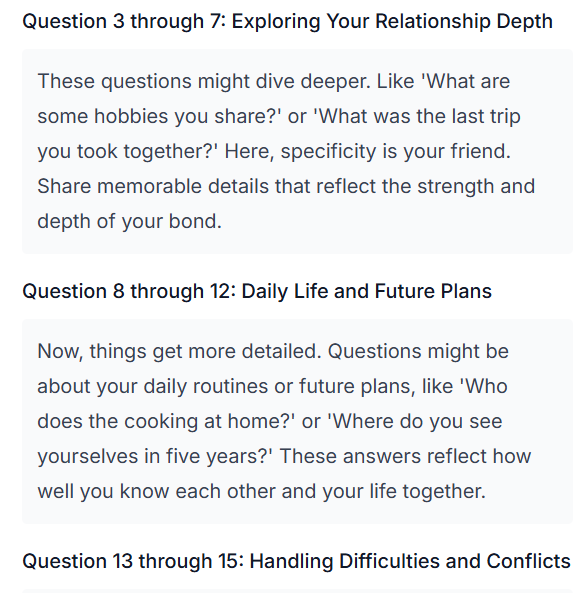 Question 3 through 7: Exploring Your Relationship Depth
These questions might dive deeper. Like 'What are
some hobbies you share?' or 'What was the last trip
you took together?' Here, specificity is your friend.
Share memorable details that reflect the strength and
depth of your bond.
Question 8 through 12: Daily Life and Future Plans
Now, things get more detailed. Questions might be
about your daily routines or future plans, like 'Who
does the cooking at home?' or 'Where do you see
yourselves in five years?' These answers reflect how
well you know each other and your life together.
Question 13 through 15: Handling Difficulties and Conflicts